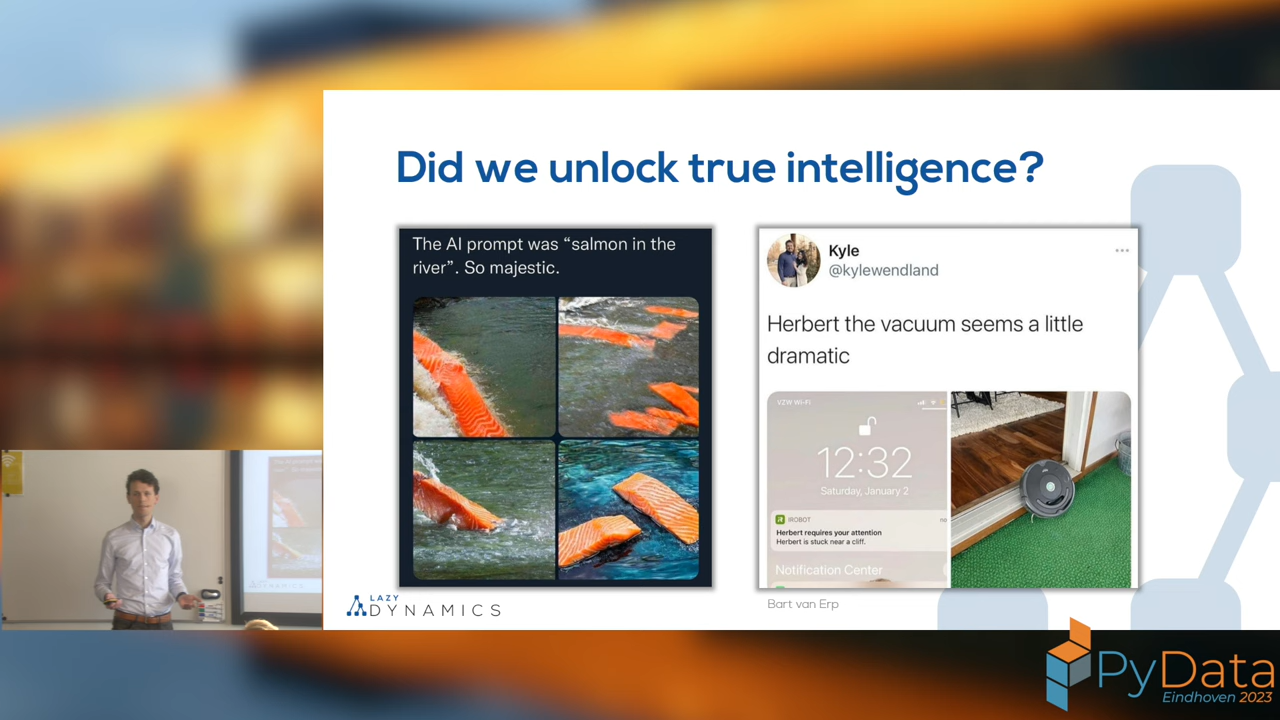 Did we unlock true intelligence?
The AI prompt was “salmon in the
river”. So majestic.
Kyle
@kylewendland
Herbert the vacuum seems a little
dramatic
VZW Wi-Fi
12:32
Saturday, January 2
IROBOT
Herbert requires your attention
Herbert is stuck near a cliff.
Notification Center
LAZY
DYNAMICS
Bart van Erp
PyData
Eindhoven 2023